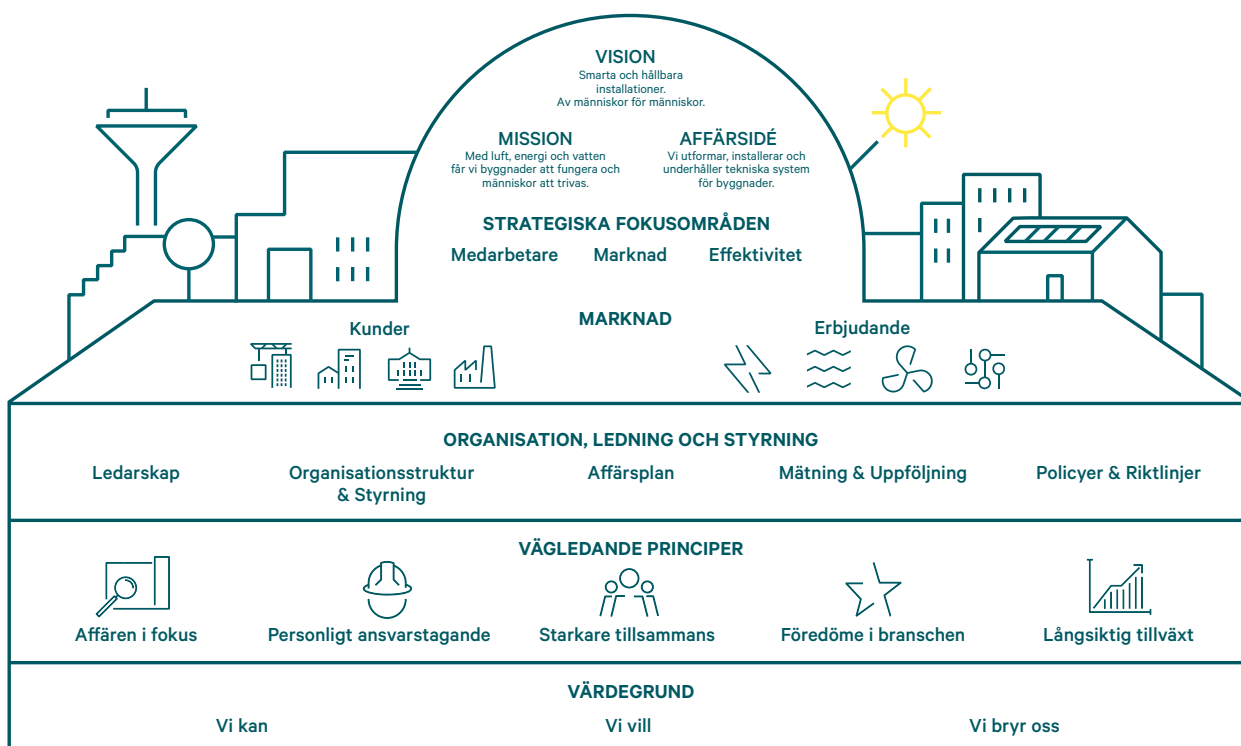 VISION
Smarta och hållbara
installationer.
Av människor för människor.
MISSION
Med luft, energi och vatten
får vi byggnader att fungera och
människor att trivas.
AFFÄRSIDÉ
Vi utformar, installerar och
underhåller tekniska system
för byggnader.
STRATEGISKA FOKUSOMRÅDEN
Medarbetare
Marknad
Effektivitet
MARKNAD
Kunder
Erbjudande
ORGANISATION, LEDNING OCH STYRNING
Ledarskap
Organisationsstruktur
& Styrning
Affärsplan
Mätning & Uppföljning
Policyer & Riktlinjer
VÄGLEDANDE PRINCIPER
Affären i fokus
Personligt ansvarstagande
Starkare tillsammans
Föredöme i branschen
Långsiktig tillväxt
VÄRDEGRUND
Vi kan
Vi vill
Vi bryr oss